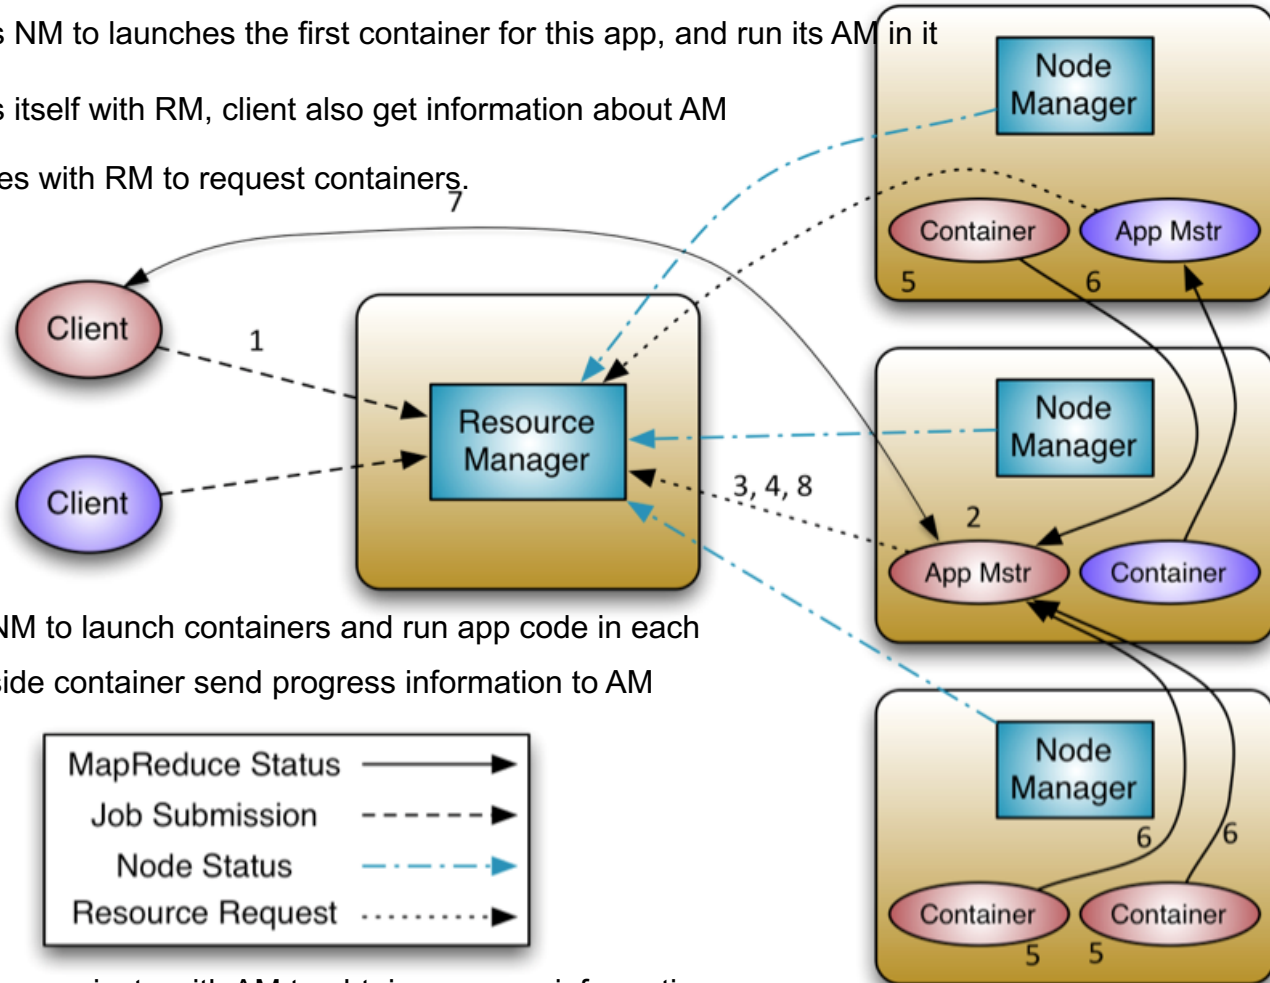 s NM to launches the first container for this app, and run its AM in it
s itself with RM, client also get information about AM
es with RM to request containers.
7
Node
Manager
Container
App Mstr
5
6
Client
1
Client
Resource
Manager
Node
Manager
3, 4, 8
2
App Mstr
Container
NM to launch containers and run app code in each
side container send progress information to AM
MapReduce Status
Job Submission
Node Status
Resource Request
Node
Manager
6
6
Container
Container
5
5